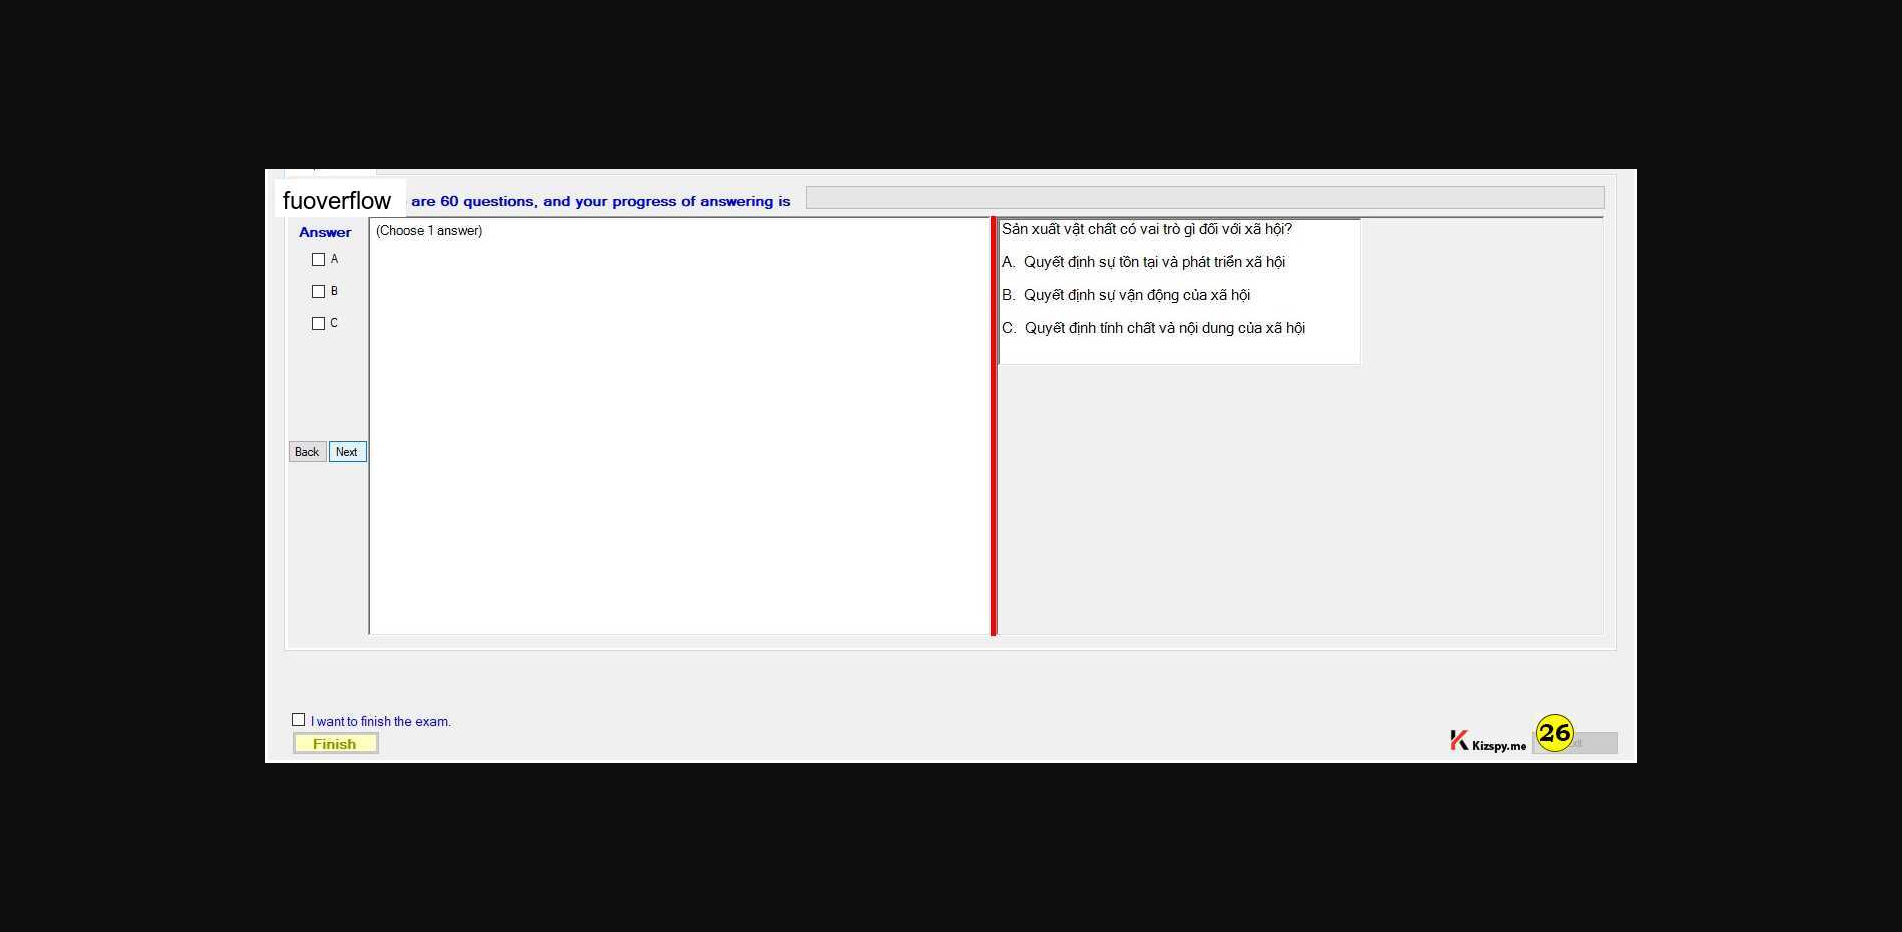 fuoverflow are 60 questions, and your progress of answering is
Answer
(Choose 1 answer)
A
B
C
Back Next
Sản xuất vật chất có vai trò gì đối với xã hội?
A. Quyết định sự tồn tại và phát triển xã hội
B. Quyết định sự vận động của xã hội
C. Quyết định tính chất và nội dung của xã hội
I want to finish the exam.
Finish
Kizspy.me
26